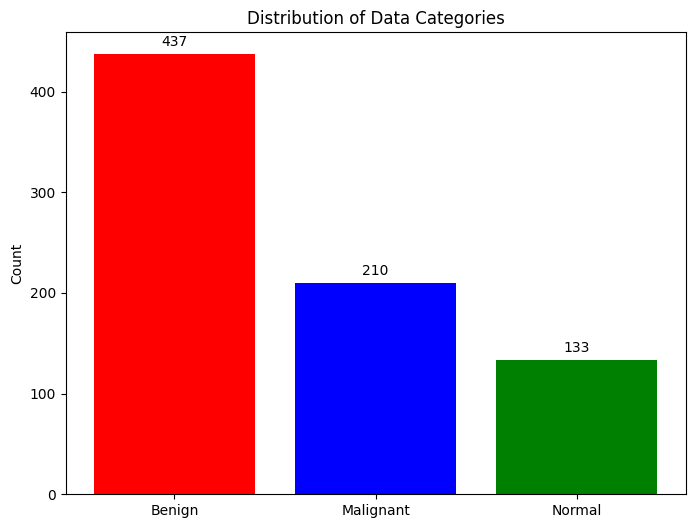 Distribution of Data Categories
437
400
300
210
200
133
100
0
Count
Benign
Malignant
Normal